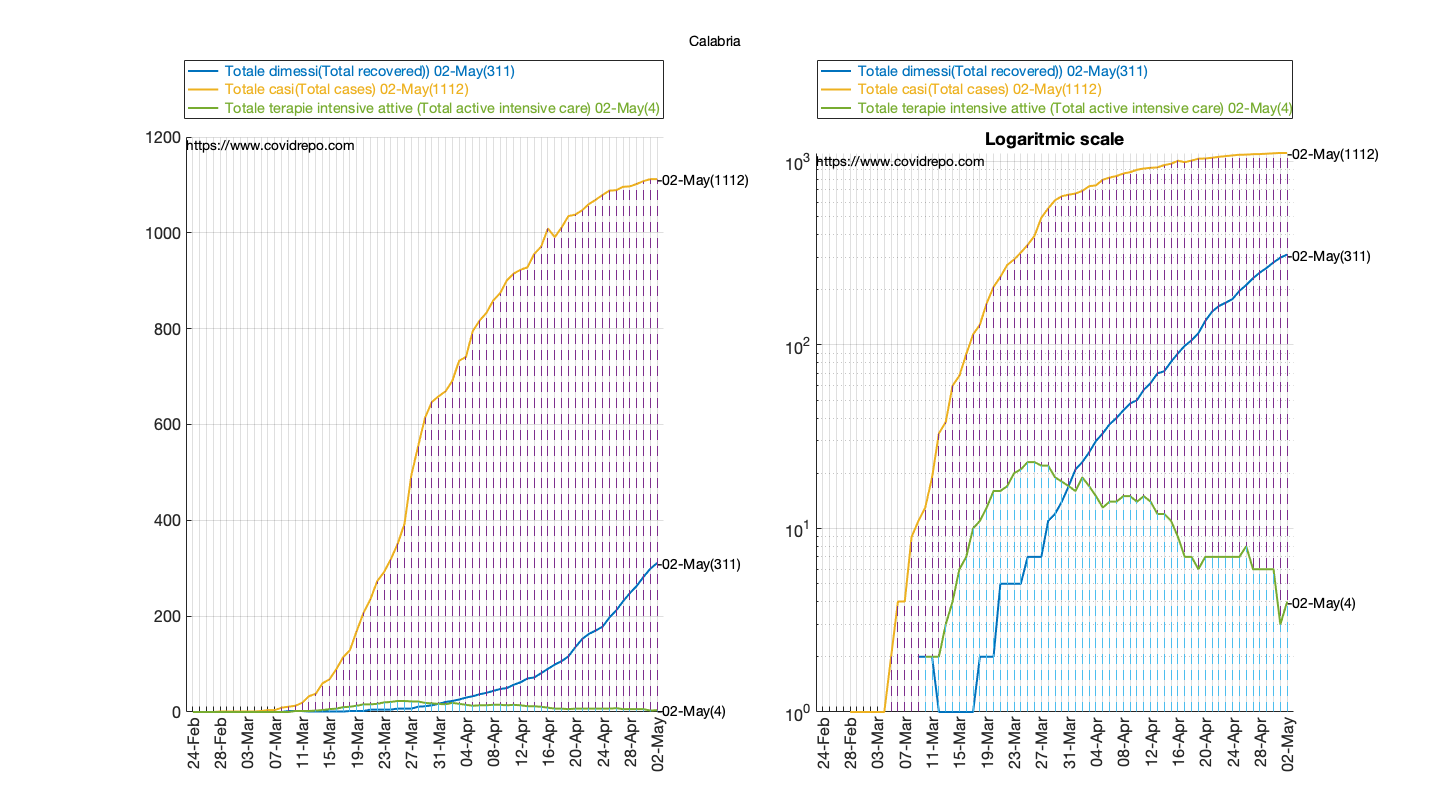 Calabria
Totale dimessi(Total recovered)) 02-May(311)
Totale casi(Total cases) 02-May(1112)
Totale terapie intensive attive (Total active intensive care) 02-May(4)
1200
1000
800
600
400
200
0
https://www.covidrepo.com
02-May(1112)
02-May(311)
02-May(4)
24-Feb
28-Feb
03-Mar
07-Mar
11-Mar
15-Mar
19-Mar
23-Mar
27-Mar
31-Mar
04-Apr
08-Apr
12-Apr
16-Apr
20-Apr
24-Apr
28-Apr
02-May
Totale dimessi(Total recovered)) 02-May(311)
Totale casi(Total cases) 02-May(1112)
Totale terapie intensive attive (Total active intensive care) 02-May(4)
Logaritmic scale
10^3
10^2
10^1
10^0
https://www.covidrepo.com
02-May(1112)
02-May(311)
02-May(4)
24-Feb
28-Feb
03-Mar
07-Mar
11-Mar
15-Mar
19-Mar
23-Mar
27-Mar
31-Mar
04-Apr
08-Apr
12-Apr
16-Apr
20-Apr
24-Apr
28-Apr
02-May